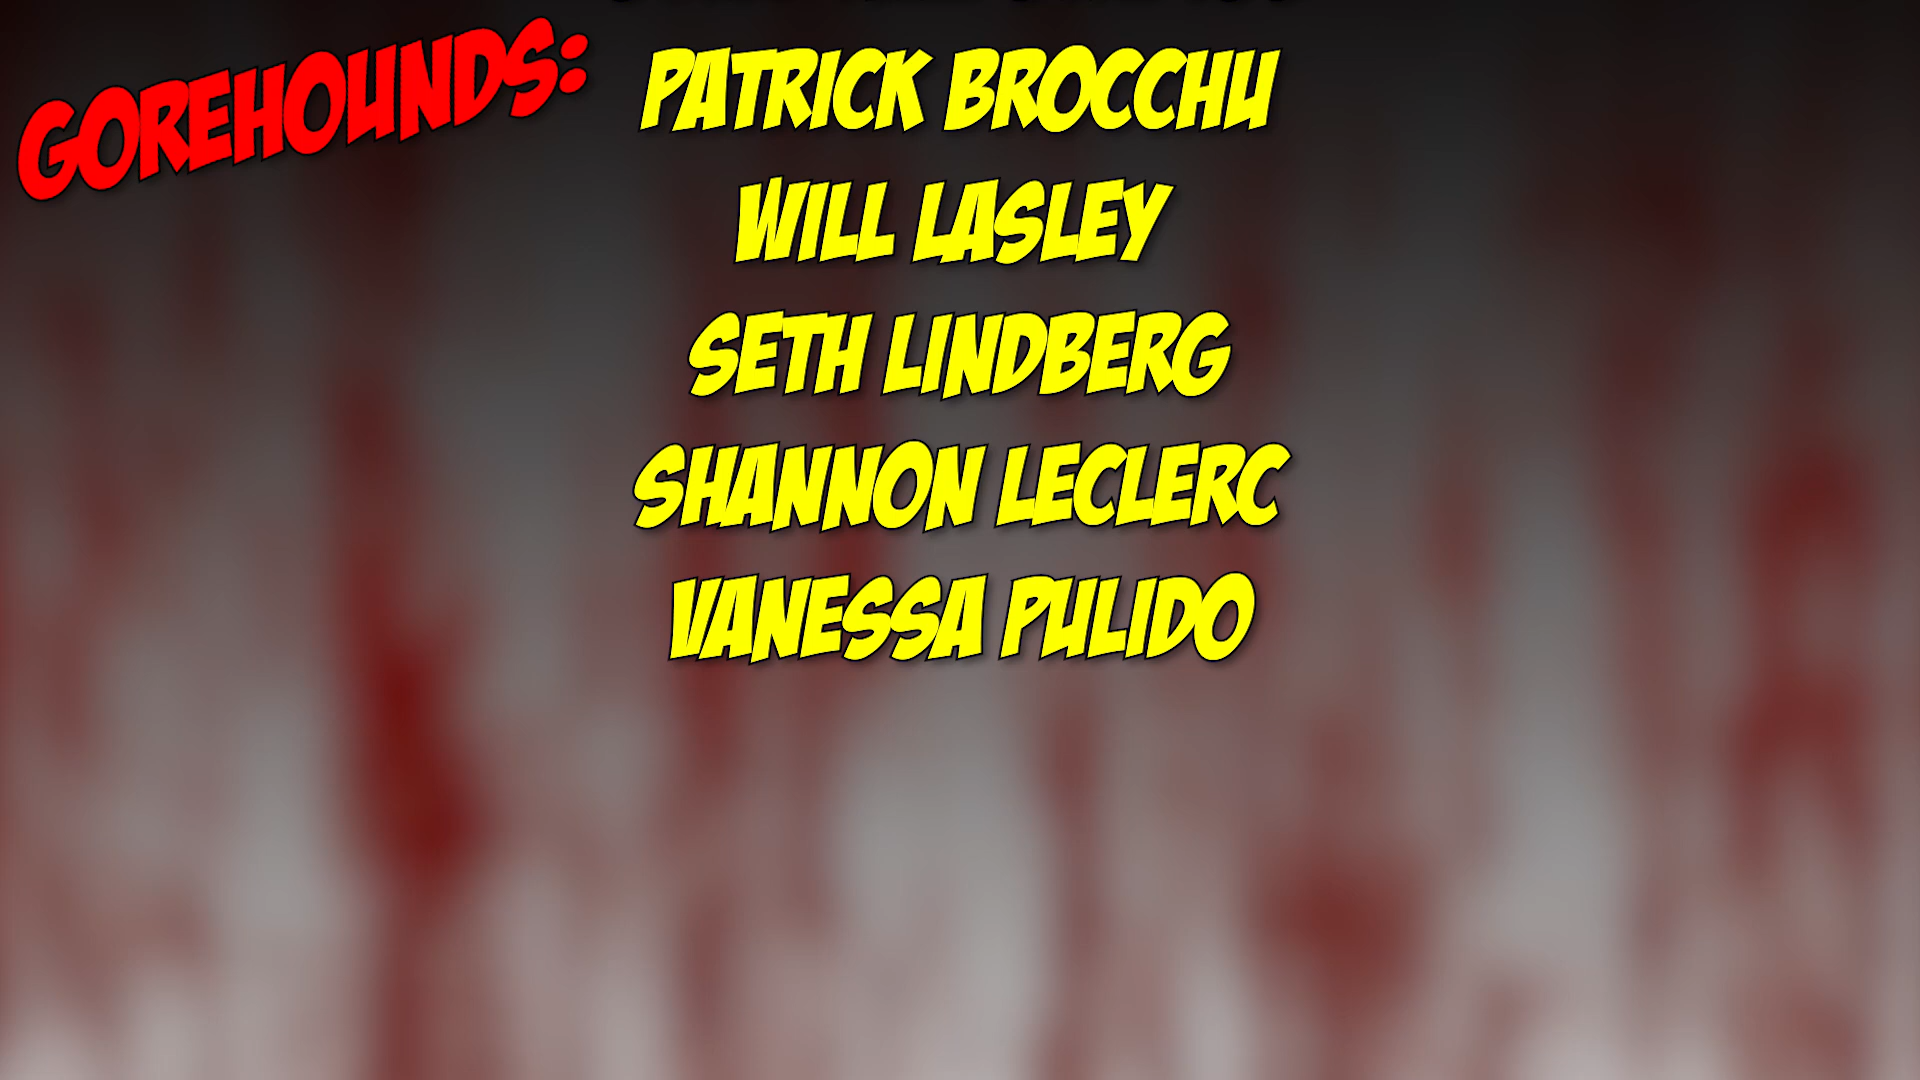 GOREHOUNDS:
PATRICK BROCCHU
WILL LASLEY
SETH LINDBERG
SHANNON LECLERC
VANESSA PULIDO